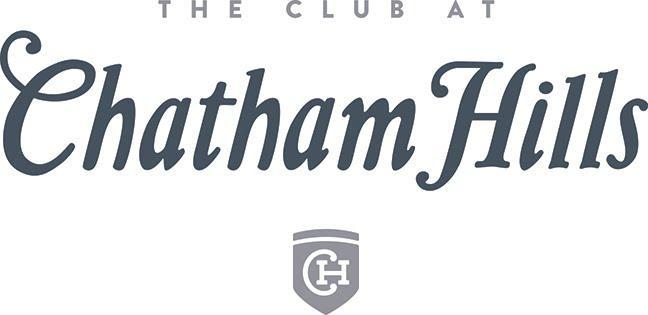 THE CLUB AT
Chatham Hills
CH